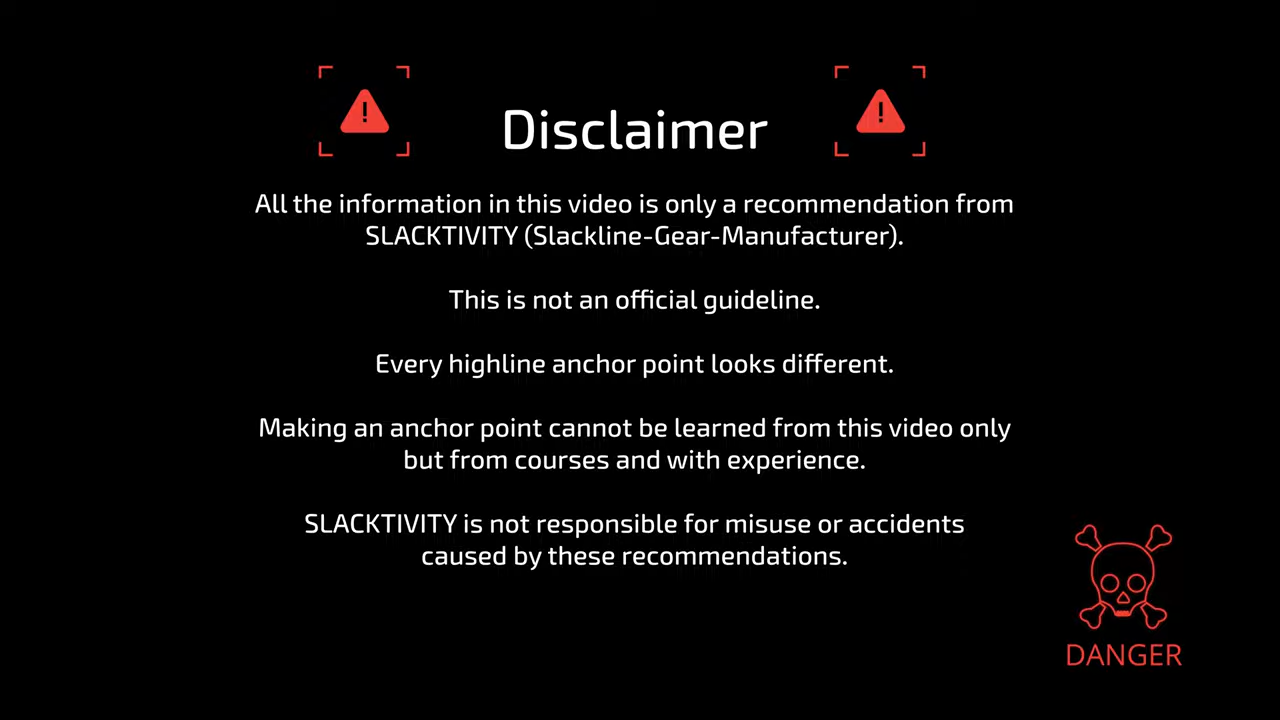 Disclaimer
All the information in this video is only a recommendation from
SLACKTIVITY (Slackline-Gear-Manufacturer).
This is not an official guideline.
Every highline anchor point looks different.
Making an anchor point cannot be learned from this video only
but from courses and with experience.
SLACKTIVITY is not responsible for misuse or accidents
caused by these recommendations.
DANGER